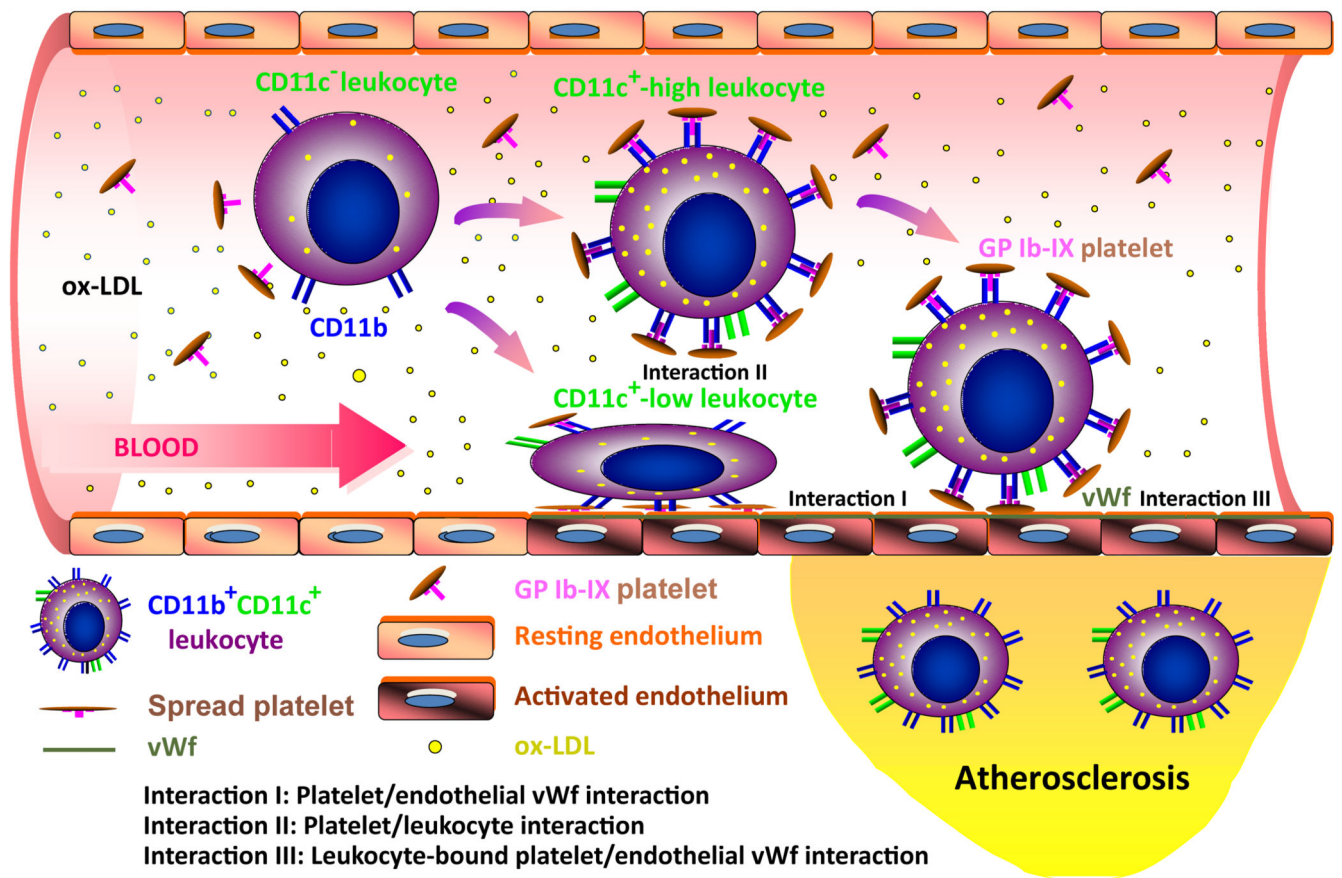 CD11c⁻ leukocyte
CD11c⁺-high leukocyte
GP Ib-IX platelet
ox-LDL
CD11b
Interaction II
CD11c⁺-low leukocyte
BLOOD
Interaction I
vWf Interaction III
CD11b⁺CD11c⁺
leukocyte
GP Ib-IX platelet
Resting endothelium
Spread platelet
Activated endothelium
vWf
ox-LDL
Atherosclerosis
Interaction I: Platelet/endothelial vWf interaction
Interaction II: Platelet/leukocyte interaction
Interaction III: Leukocyte-bound platelet/endothelial vWf interaction